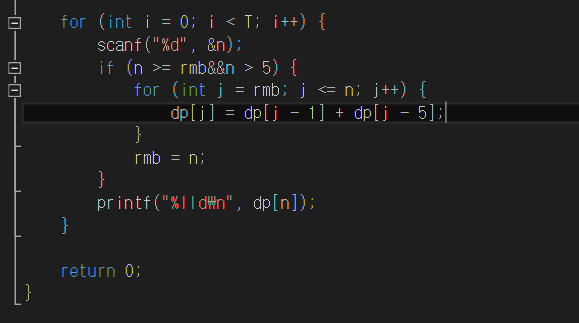 for (int i = 0; i < T; i++) {
scanf("%d", &n);
if (n >= rmb&&n > 5) {
for (int j = rmb; j <= n; j++) {
dp[j] = dp[j - 1] + dp[j - 5];
}
rmb = n;
}
printf("%lld₩n", dp[n]);
}
return 0;
}